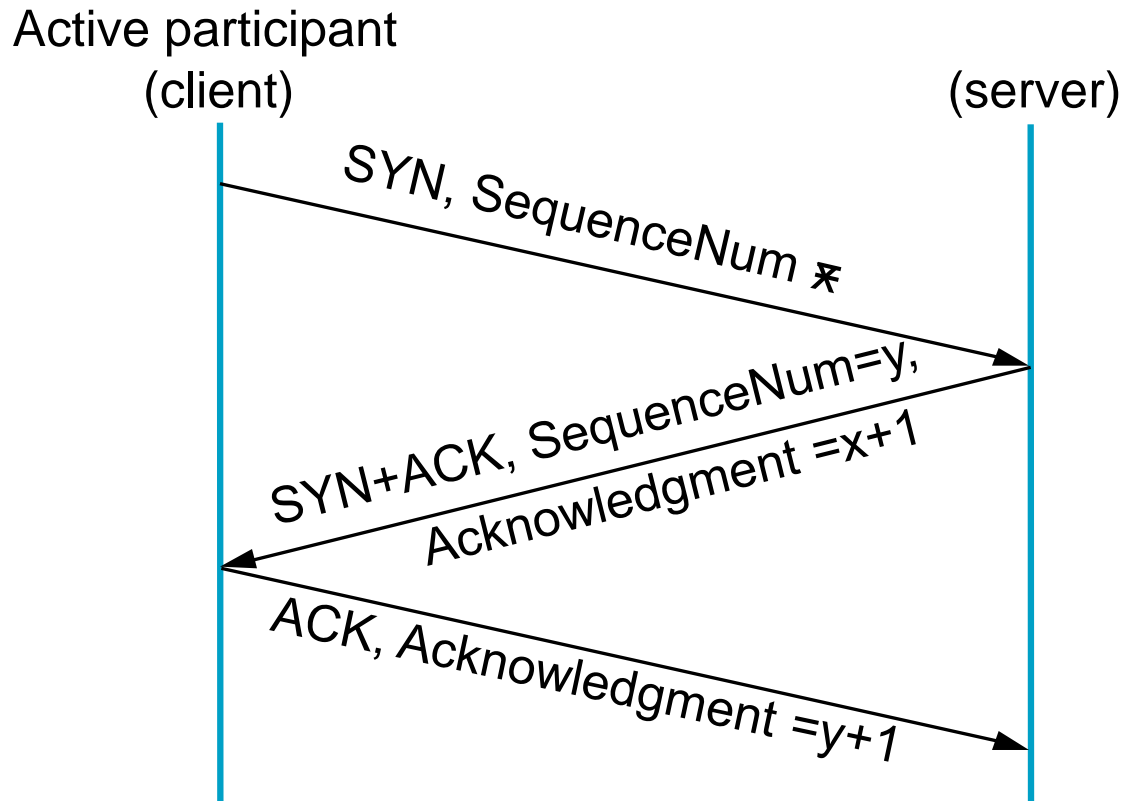 Active participant
(client)
(server)
SYN, SequenceNum = x
SYN+ACK, SequenceNum=y,
Acknowledgment =x+1
ACK, Acknowledgment =y+1